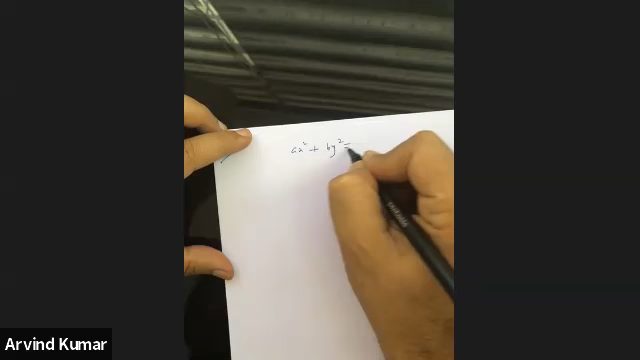 ax² + by² =
Arvind Kumar